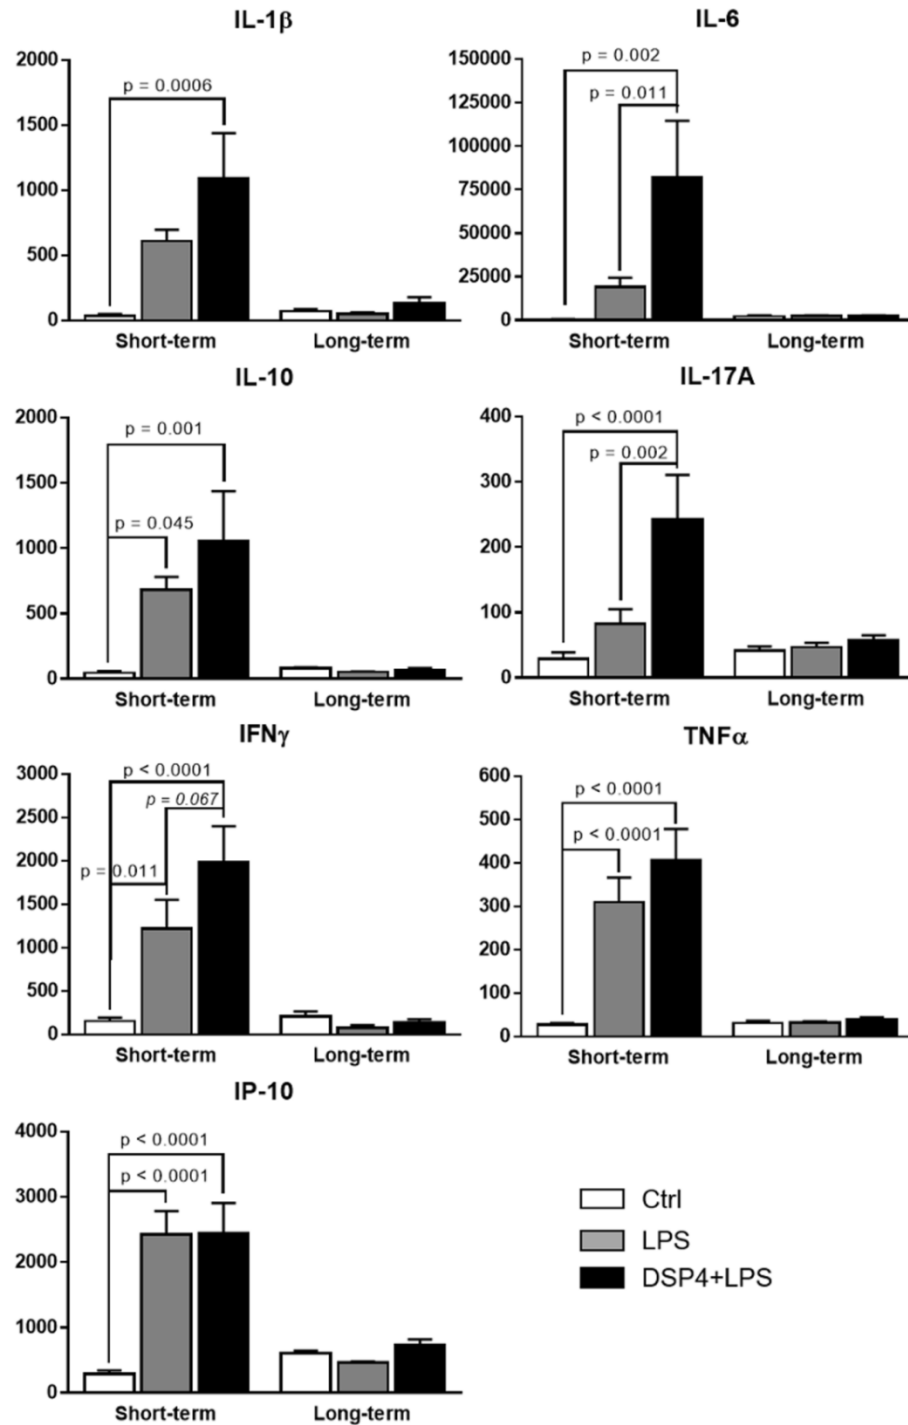 IL-1β
2000
1500
1000
500
0
p = 0.0006
Short-term Long-term
IL-6
150000
125000
100000
75000
50000
25000
0
p = 0.002
p = 0.011
Short-term Long-term
IL-10
2000
1500
1000
500
0
p = 0.001
p = 0.045
Short-term Long-term
IL-17A
400
300
200
100
0
p < 0.0001
p = 0.002
Short-term Long-term
IFNγ
3000
2500
2000
1500
1000
500
0
p < 0.0001
p = 0.067
p = 0.011
Short-term Long-term
TNFα
600
500
400
300
200
100
0
p < 0.0001
p < 0.0001
Short-term Long-term
IP-10
4000
3000
2000
1000
0
p < 0.0001
p < 0.0001
Short-term Long-term
Ctrl
LPS
DSP4+LPS